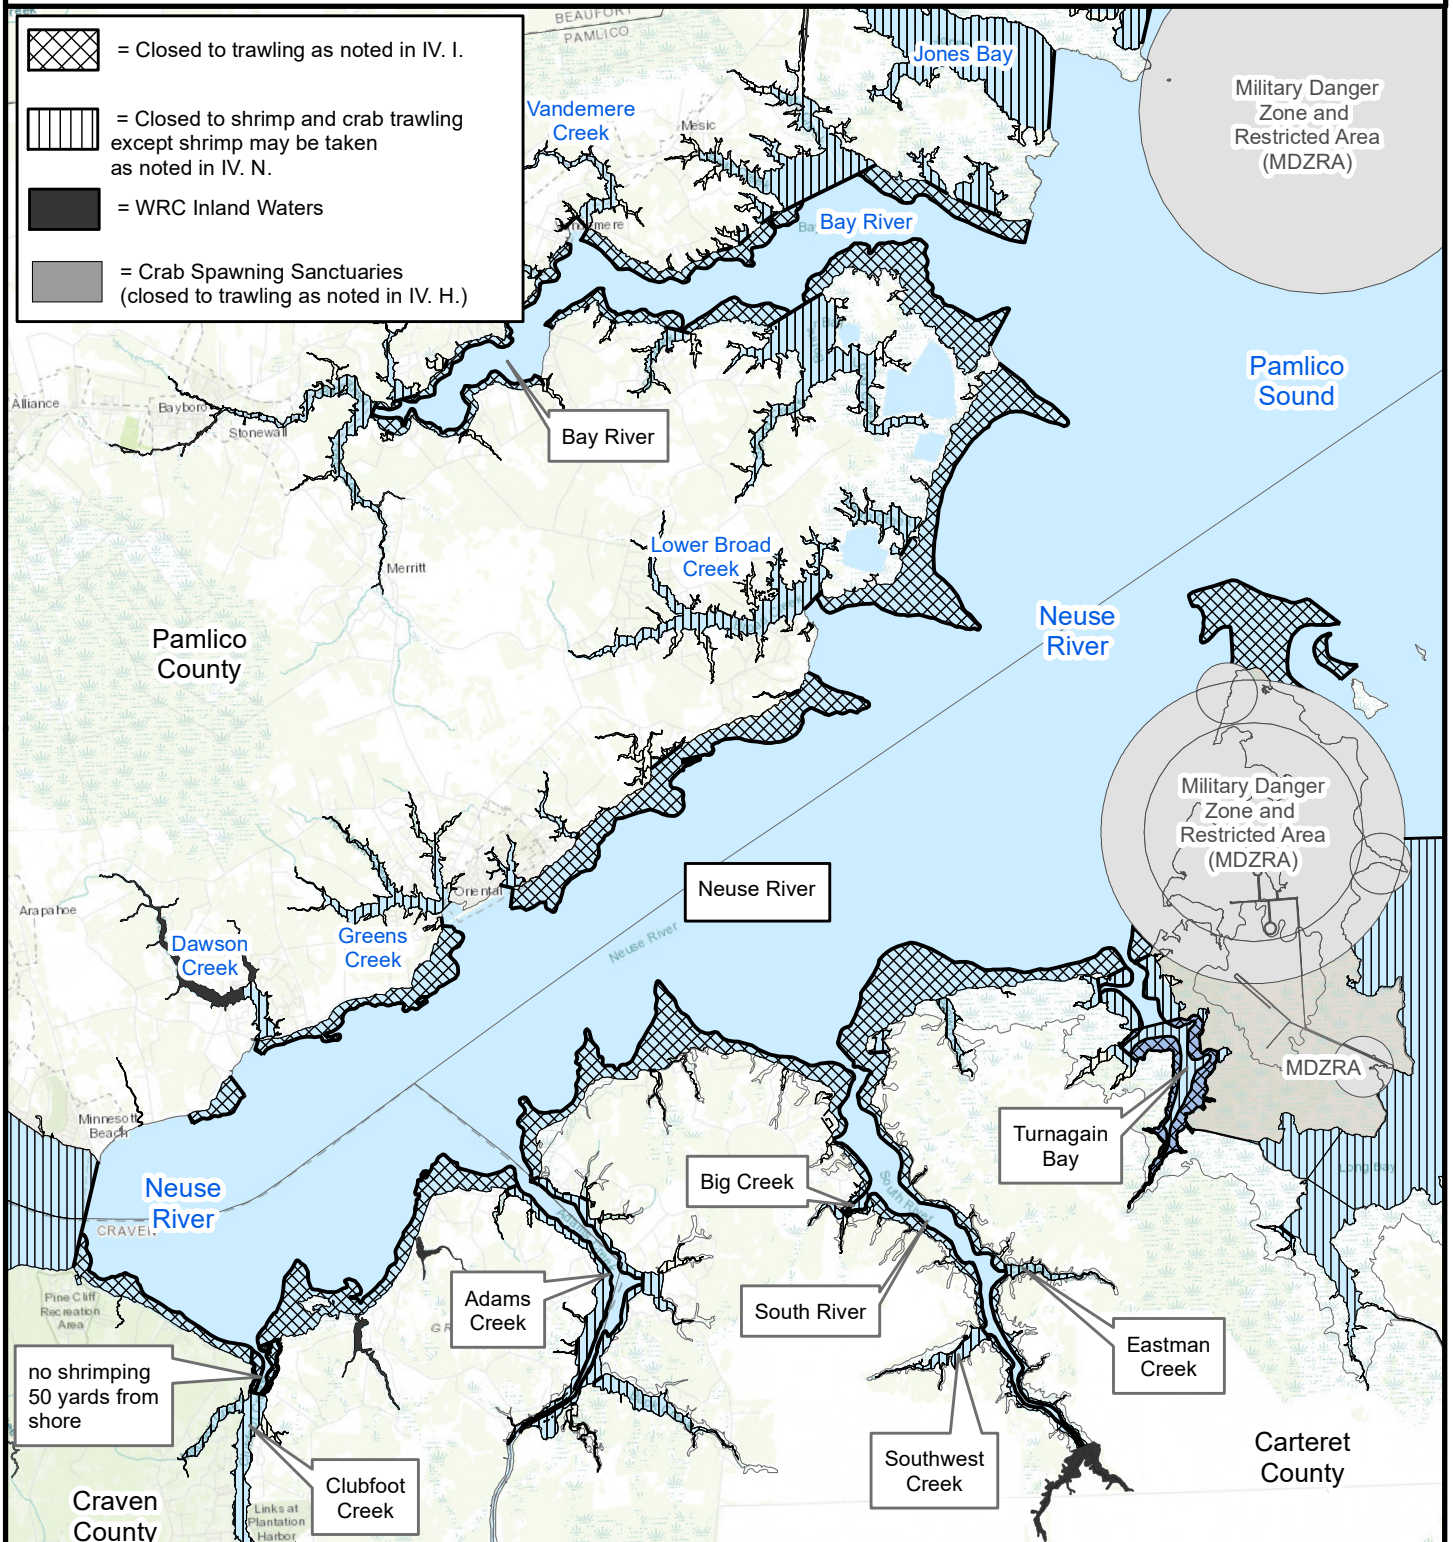 = Closed to trawling as noted in IV. I.
= Closed to shrimp and crab trawling
except shrimp may be taken
as noted in IV. N.
= WRC Inland Waters
= Crab Spawning Sanctuaries
(closed to trawling as noted in IV. H.)
BEAUFORT
PAMLICO
Jones Bay
Military Danger
Zone and
Restricted Area
(MDZRA)
Vandemere
Creek
Mesic
Bay River
Pamlico
Sound
Alliance
Bayboro
Stonewall
Bay River
Lower Broad
Creek
Merritt
Neuse
River
Pamlico
County
Military Danger
Zone and
Restricted Area
(MDZRA)
Neuse River
Oriental
Arapahoe
Dawson
Creek
Greens
Creek
Neuse River
MDZRA
Minnesott
Beach
Turnagain
Bay
Long Bay
Big Creek
South River
Neuse
River
CRAVEN
Adams
Creek
South River
Pine Cliff
Recreation
Area
Eastman
Creek
no shrimping
50 yards from
shore
Southwest
Creek
Carteret
County
Clubfoot
Creek
Craven
County
Links at
Plantation
Harbor